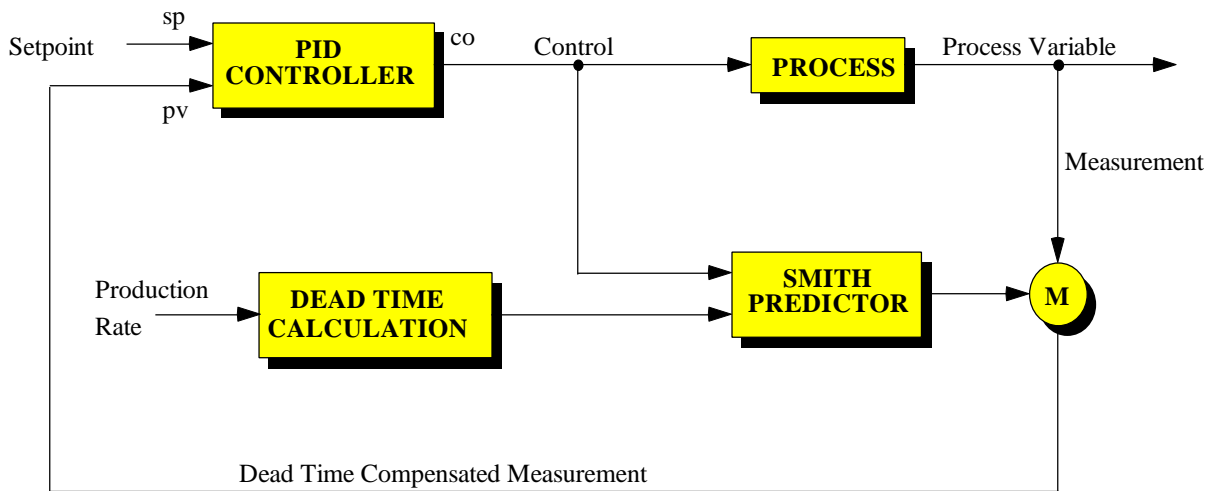 sp
Setpoint
PID
CONTROLLER
co
pv
Control
PROCESS
Process Variable
Measurement
Production
Rate
DEAD TIME
CALCULATION
SMITH
PREDICTOR
M
Dead Time Compensated Measurement